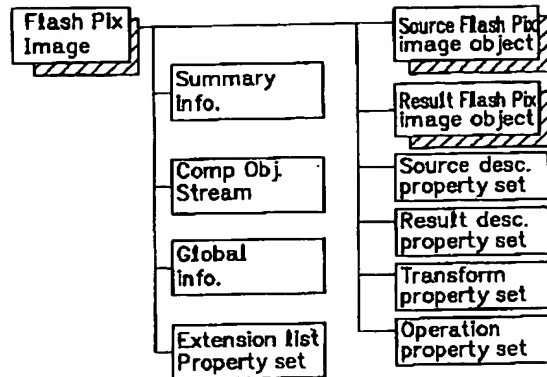 Flash Pix
Image
Summary
info.
Comp Obj.
Stream
Global
info.
Extension list
Property set
Source Flash Pix
image object
Result Flash Pix
image object
Source desc.
property set
Result desc.
property set
Transform
property set
Operation
property set